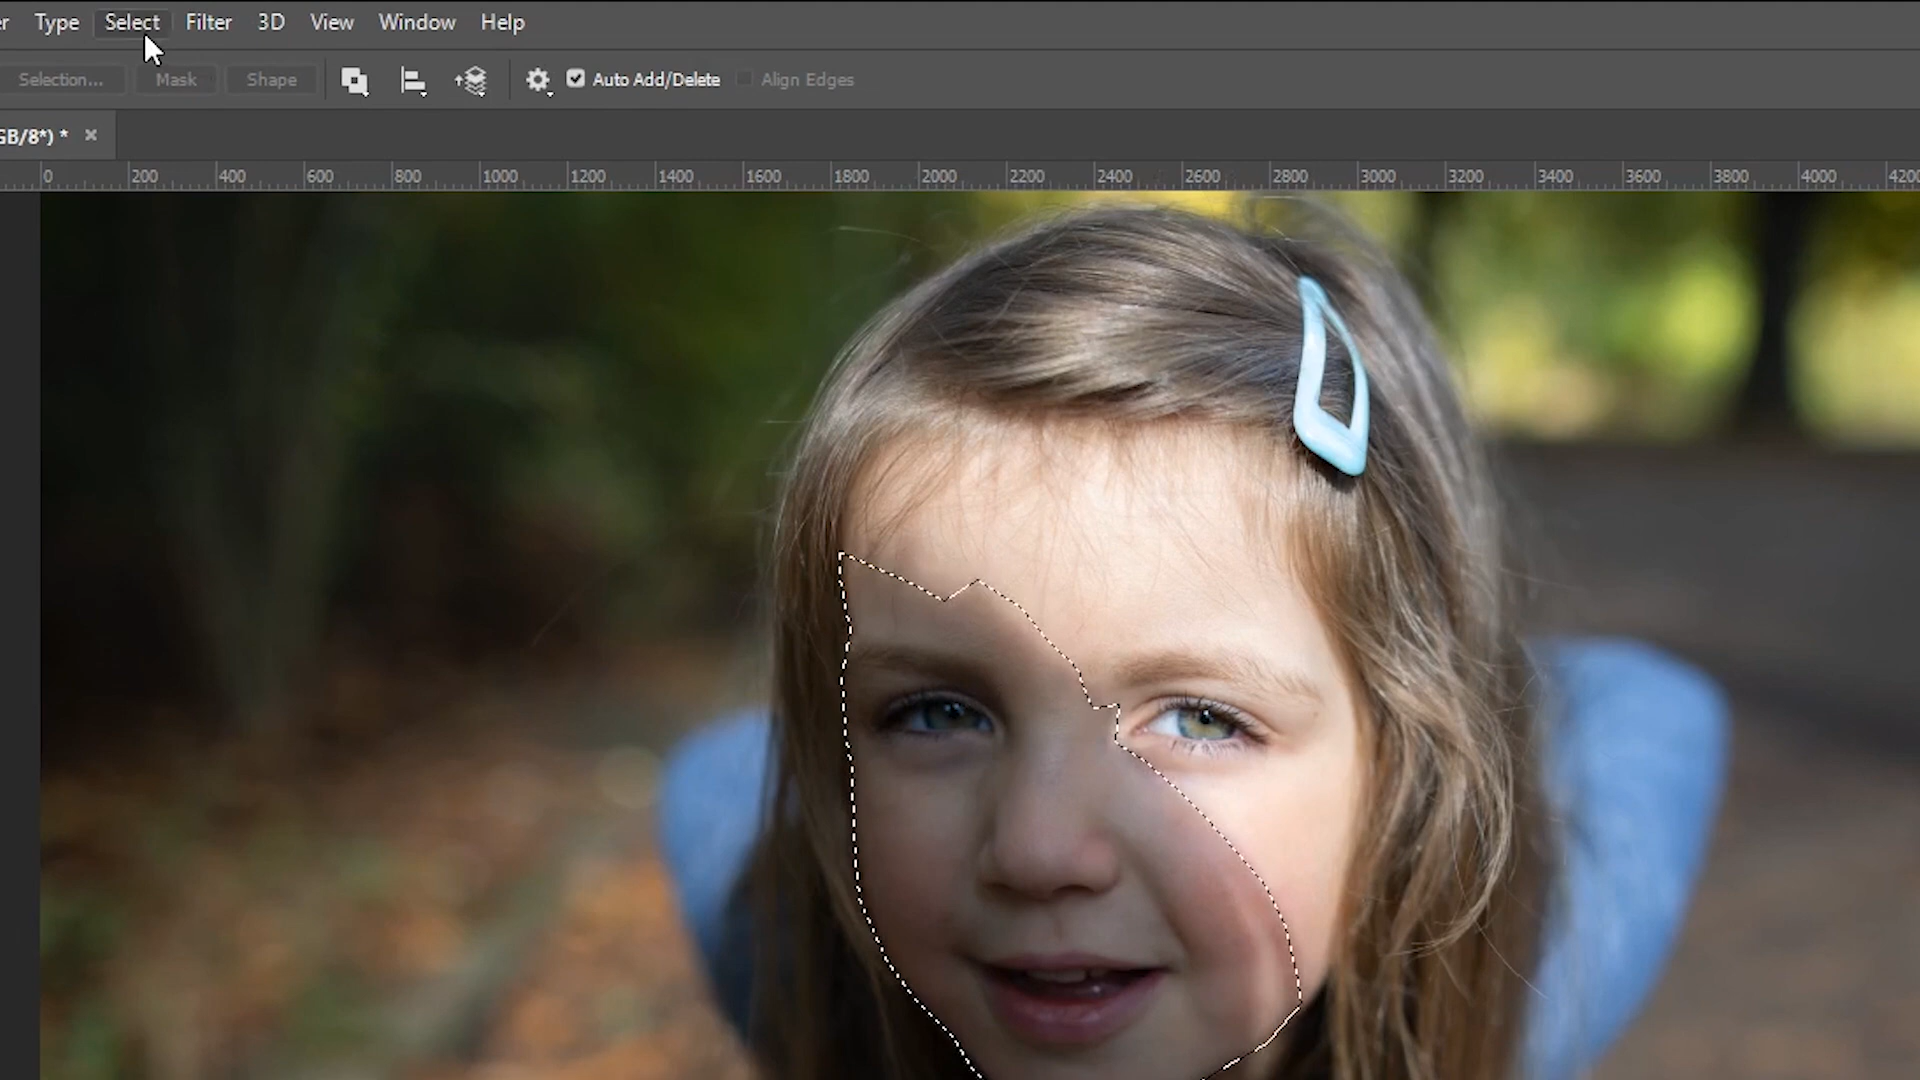 Type Select Filter 3D View Window Help
Selection... Mask Shape Auto Add/Delete Align Edges
GB/8*) * ×
0 200 400 600 800 1000 1200 1400 1600 1800 2000 2200 2400 2600 2800 3000 3200 3400 3600 3800 4000 4200